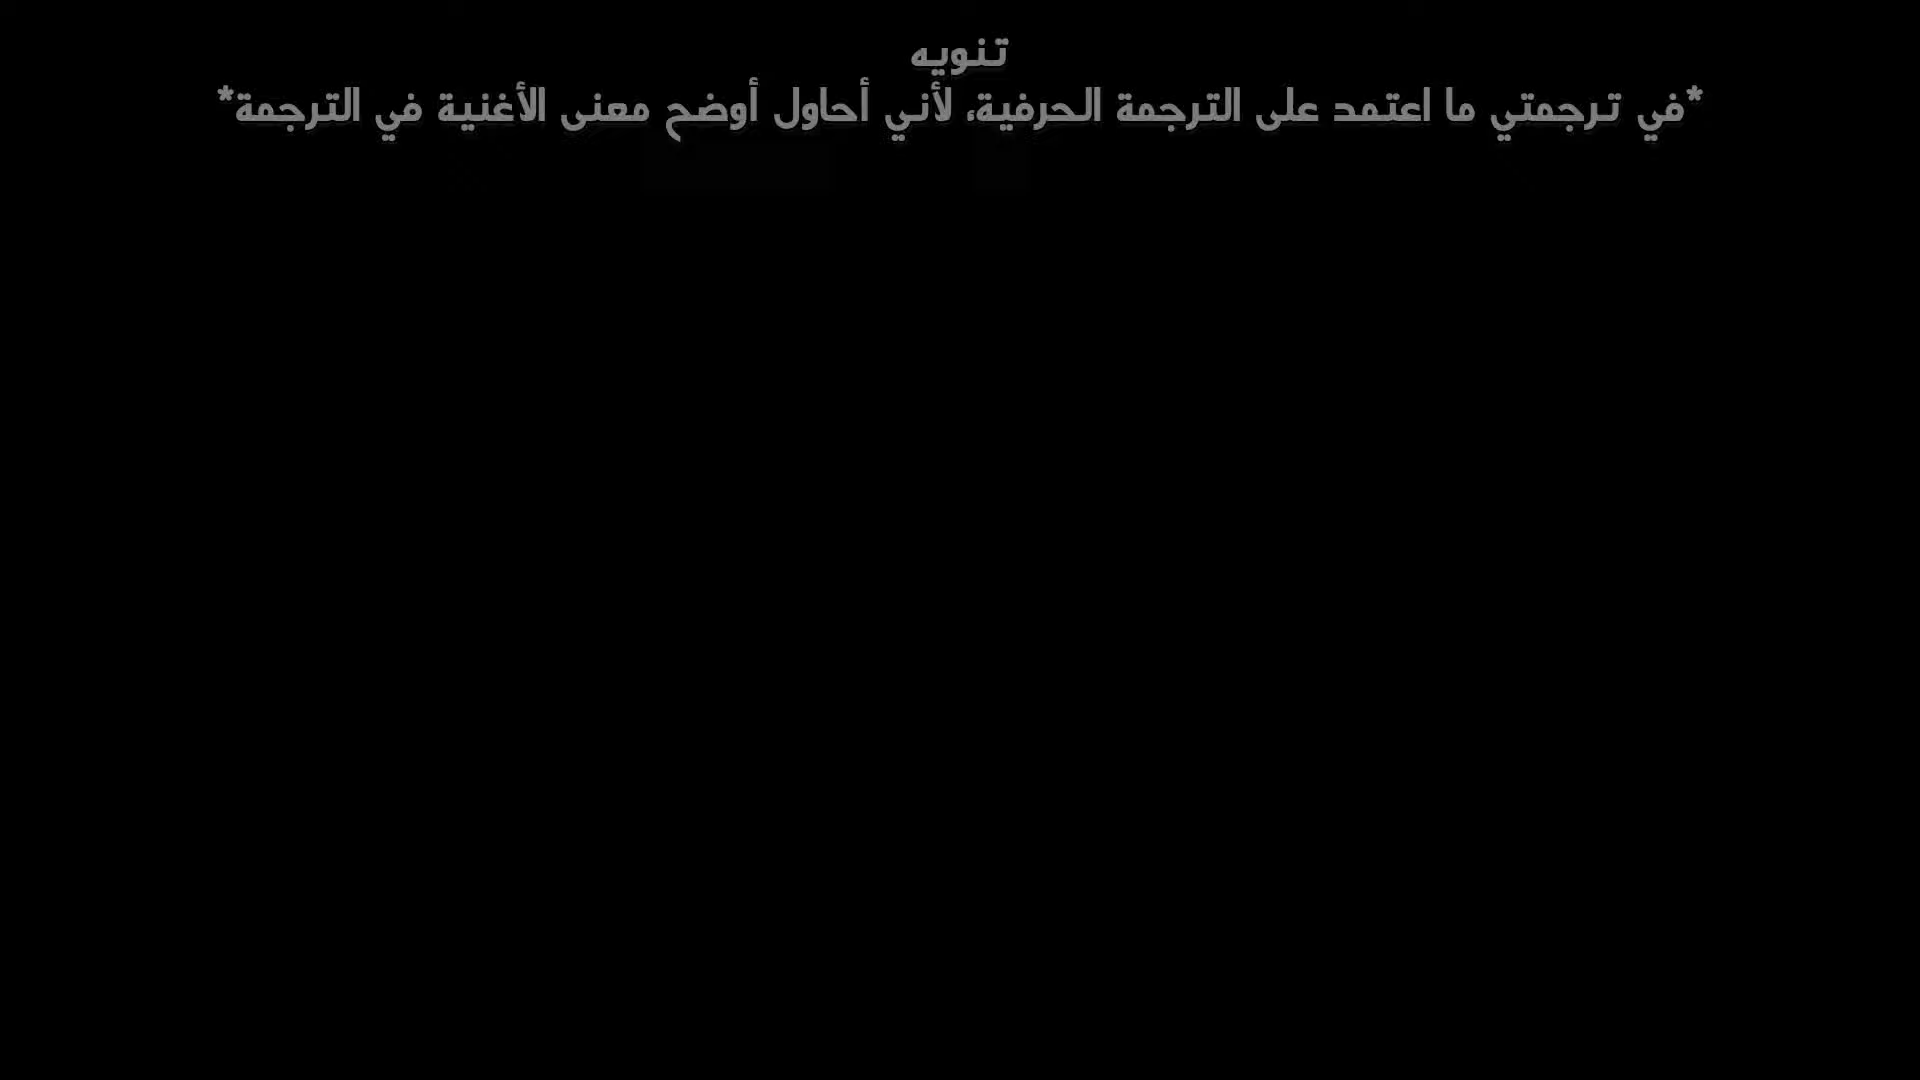 تنويه
*في ترجمتي ما اعتمد على الترجمة الحرفية، لأني أحاول أوضح معنى الأغنية في الترجمة*